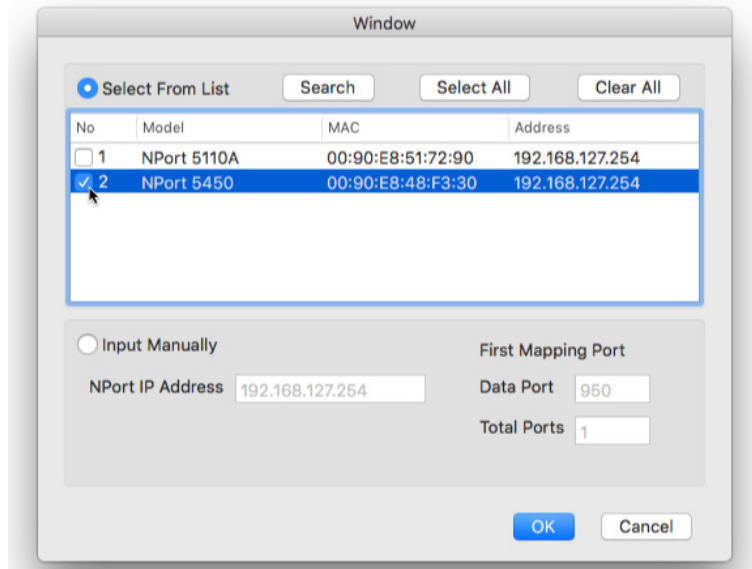 Window
Select From List Search Select All Clear All
No Model MAC Address
1 NPort 5110A 00:90:E8:51:72:90 192.168.127.254
2 NPort 5450 00:90:E8:48:F3:30 192.168.127.254
Input Manually
First Mapping Port
NPort IP Address 192.168.127.254 Data Port 950
Total Ports 1
OK Cancel